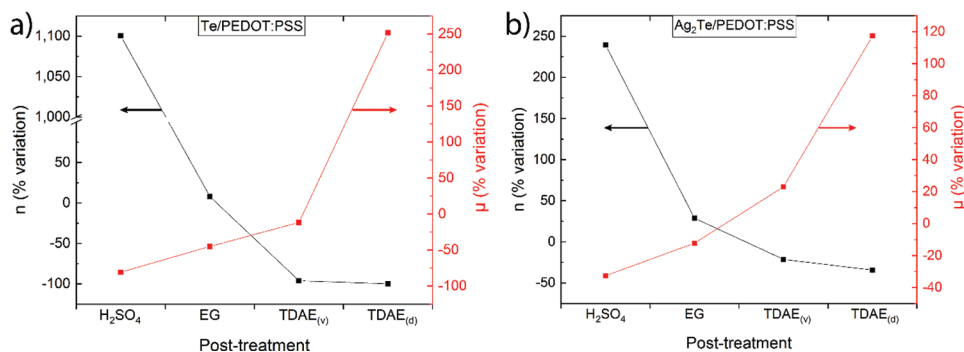 a)
Te/PEDOT:PSS
n (% variation)
1,100
1,050
1,000
50
0
-50
-100
250
200
150
100
50
0
-50
-100
μ (% variation)
H₂SO₄ EG TDAE(v) TDAE(d)
Post-treatment
b)
Ag₂Te/PEDOT:PSS
n (% variation)
250
200
150
100
50
0
-50
120
100
80
60
40
20
0
-20
-40
μ (% variation)
H₂SO₄ EG TDAE(v) TDAE(d)
Post-treatment